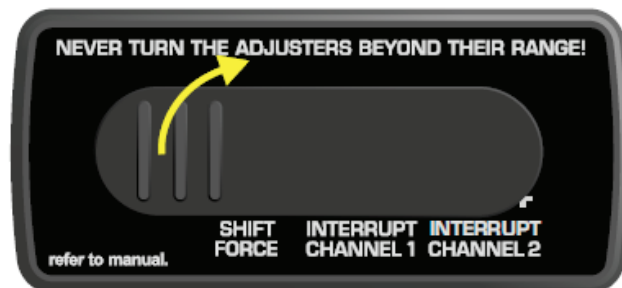 NEVER TURN THE ADJUSTERS BEYOND THEIR RANGE!
SHIFT INTERRUPT INTERRUPT
FORCE CHANNEL 1 CHANNEL 2
refer to manual.